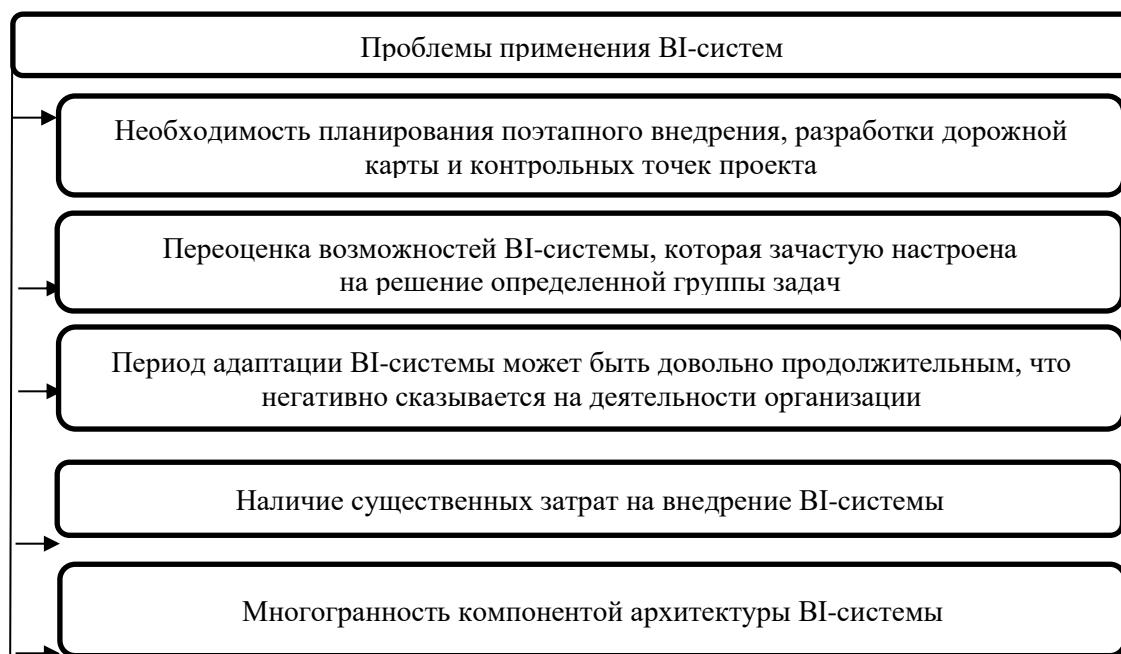 Проблемы применения BI-систем
Необходимость планирования поэтапного внедрения, разработки дорожной
карты и контрольных точек проекта
Переоценка возможностей BI-системы, которая зачастую настроена
на решение определенной группы задач
Период адаптации BI-системы может быть довольно продолжительным, что
негативно сказывается на деятельности организации
Наличие существенных затрат на внедрение BI-системы
Многогранность компонентой архитектуры BI-системы